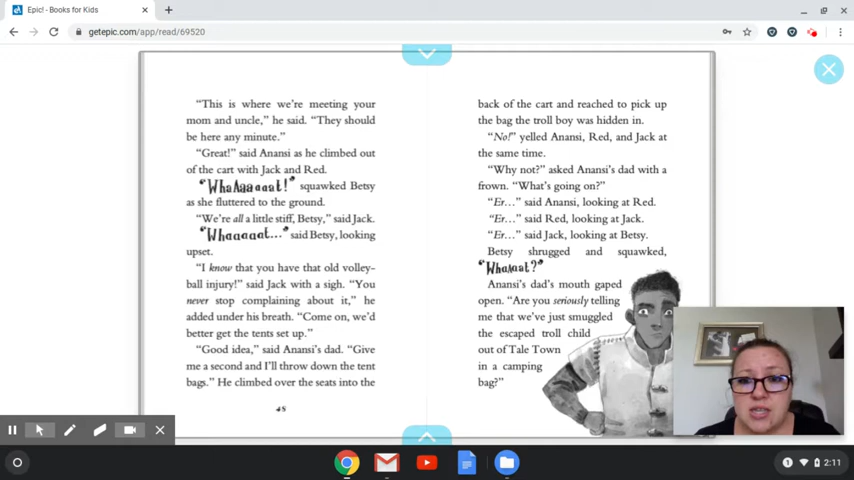 Epic! - Books for Kids
getepic.com/app/read/69520
“This is where we’re meeting your
mom and uncle,” he said. “They should
be here any minute.”
“Great!” said Anansi as he climbed out
of the cart with Jack and Red.
“WhaAaaaaat!” squawked Betsy
as she fluttered to the ground.
“We’re all a little stiff, Betsy,” said Jack.
“Whaaaaaat...” said Betsy, looking
upset.
“I know that you have that old volley-
ball injury!” said Jack with a sigh. “You
never stop complaining about it,” he
added under his breath. “Come on, we’d
better get the tents set up.”
“Good idea,” said Anansi’s dad. “Give
me a second and I’ll throw down the tent
bags.” He climbed over the seats into the
48
back of the cart and reached to pick up
the bag the troll boy was hidden in.
“No!” yelled Anansi, Red, and Jack at
the same time.
“Why not?” asked Anansi’s dad with a
frown. “What’s going on?”
“Er...” said Anansi, looking at Red.
“Er...” said Red, looking at Jack.
“Er...” said Jack, looking at Betsy.
Betsy shrugged and squawked,
“Whaaaat?”
Anansi’s dad’s mouth gaped
open. “Are you seriously telling
me that we’ve just smuggled
the escaped troll child
out of Tale Town
in a camping
bag?”
1
2:11